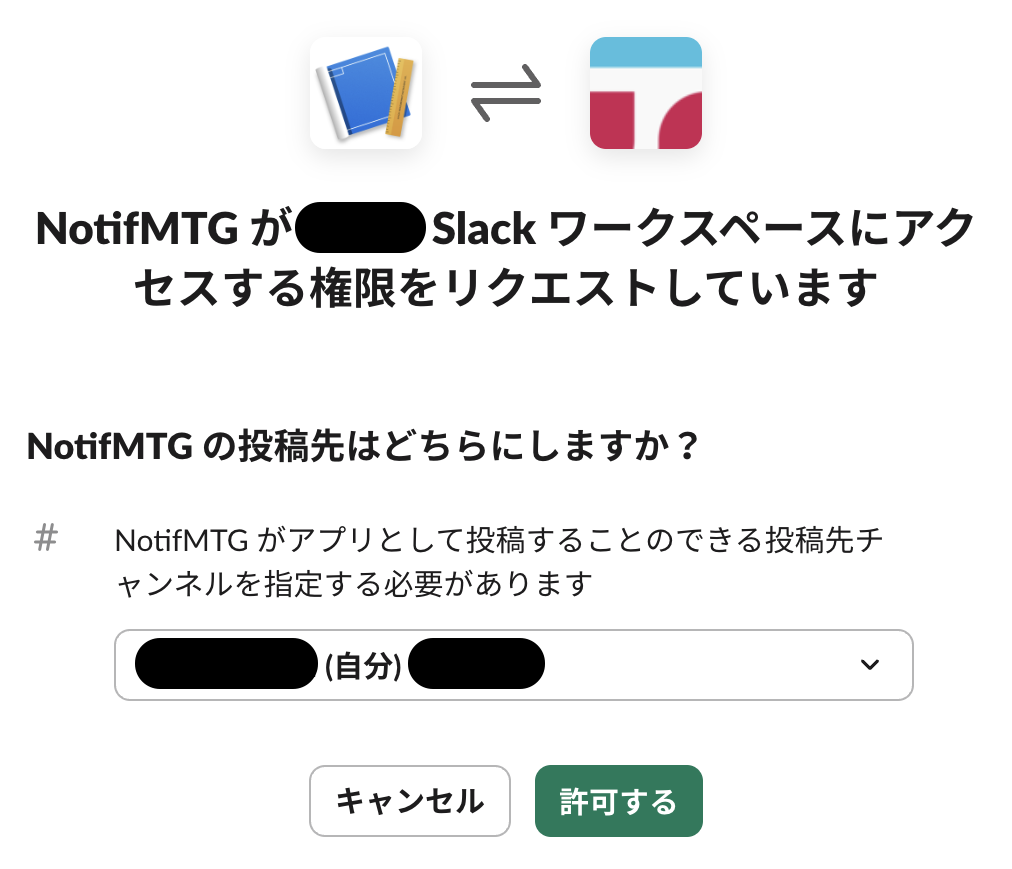 NotifMTG が Slack ワークスペースにアク
セスする権限をリクエストしています
NotifMTG の投稿先はどちらにしますか？
# NotifMTG がアプリとして投稿することのできる投稿先チ
ャンネルを指定する必要があります
(自分)
キャンセル 許可する